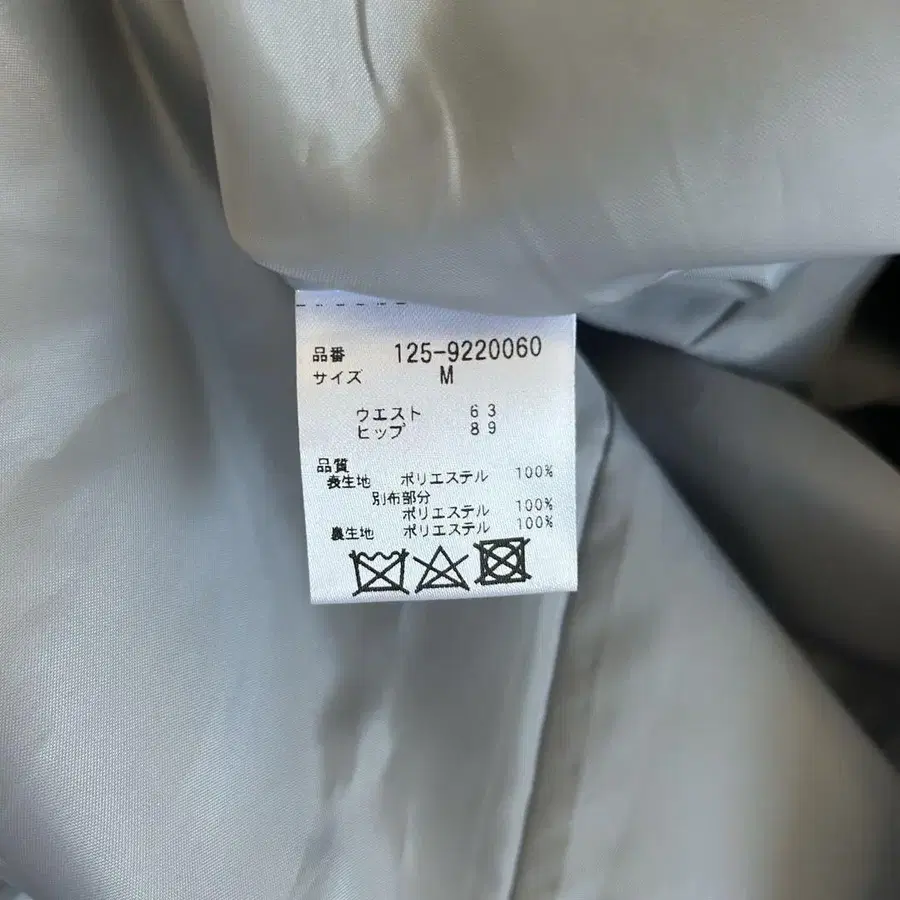 品番 125-9220060
サイズ M
ウエスト 63
ヒップ 89
品質
表生地 ポリエステル 100%
別布部分
ポリエステル 100%
裏生地 ポリエステル 100%